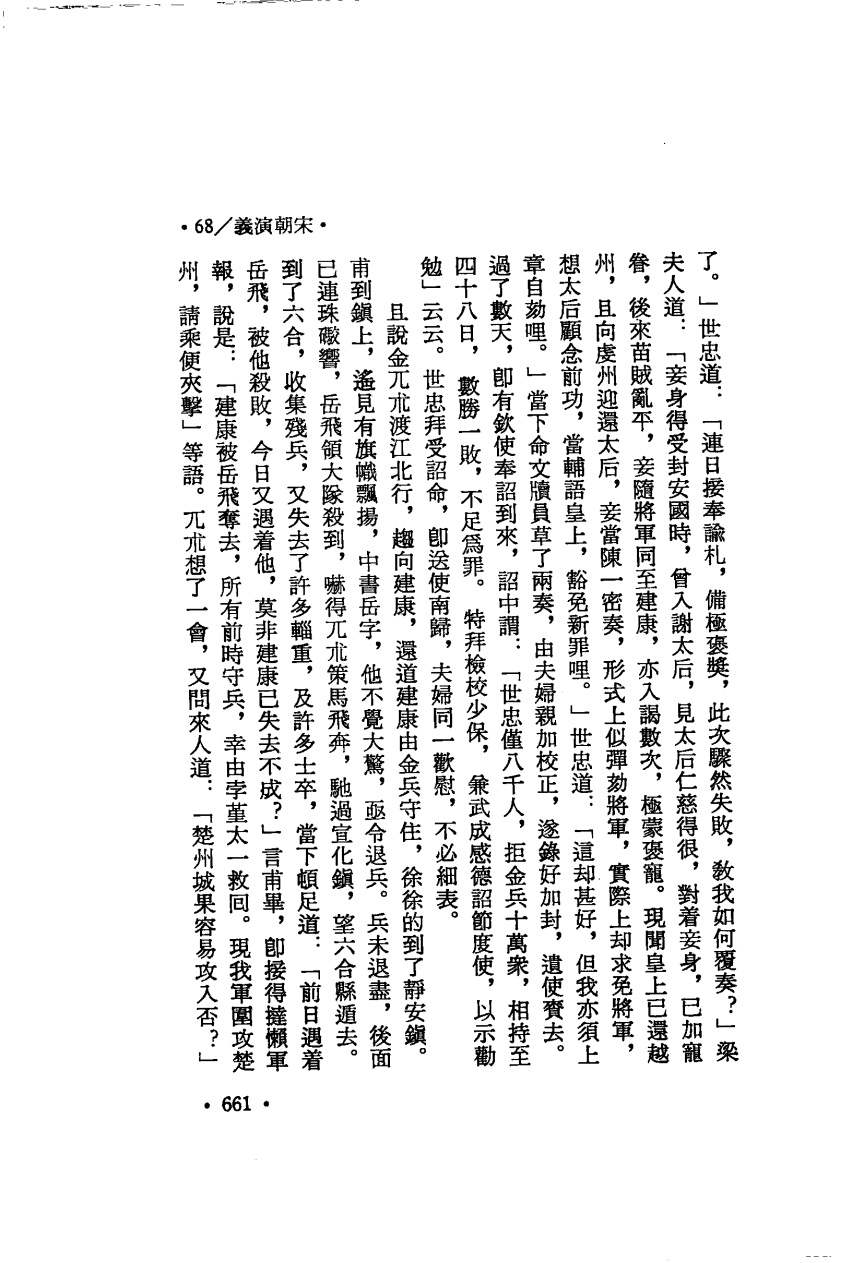 •68/義演朝宋•
了。」世忠道：「連日接奉諭札，備極褒獎，此次驟然失敗，敎我如何覆奏？」梁
夫人道：「妾身得受封安國時，曾入謝太后，見太后仁慈得很，對着妾身，已加寵
眷，後來苗賊亂平，妾隨將軍同至建康，亦入謁數次，極蒙褒寵。現聞皇上已還越
州，且向虔州迎還太后，妾當陳一密奏，形式上似彈劾將軍，實際上却求免將軍，
想太后顧念前功，當輔語皇上，豁免新罪哩。」世忠道：「這却甚好，但我亦須上
章自劾哩。」當下命文牘員草了兩奏，由夫婦親加校正，遂錄好加封，遣使賫去。
過了數天，卽有欽使奉詔到來，詔中謂：「世忠僅八千人，拒金兵十萬衆，相持至
四十八日，數勝一敗，不足爲罪。特拜檢校少保，兼武成感德詔節度使，以示勸
勉」云云。世忠拜受詔命，卽送使南歸，夫婦同一歡慰，不必細表。
且說金兀朮渡江北行，趨向建康，還道建康由金兵守住，徐徐的到了靜安鎭。
甫到鎭上，遙見有旗幟飄揚，中書岳字，他不覺大驚，亟令退兵。兵未退盡，後面
已連珠礮響，岳飛領大隊殺到，嚇得兀朮策馬飛奔，馳過宣化鎭，望六合縣遁去。
到了六合，收集殘兵，又失去了許多輜重，及許多士卒，當下頓足道：「前日遇着
岳飛，被他殺敗，今日又遇着他，莫非建康已失去不成？」言甫畢，卽接得撻懶軍
報，說是：「建康被岳飛奪去，所有前時守兵，幸由孛堇太一救回。現我軍圍攻楚
州，請乘便夾擊」等語。兀朮想了一會，又問來人道：「楚州城果容易攻入否？」
•661•